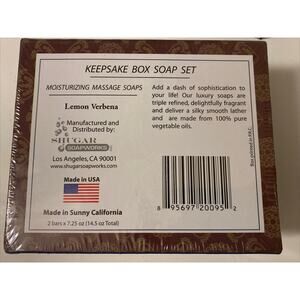 KEEPSAKE BOX SOAP SET
MOISTURIZING MASSAGE SOAPS
Lemon Verbena
Manufactured and
Distributed by:
SHUGAR
SOAPWORKS
Los Angeles, CA 90001
www.shugarsoapworks.com
Made in USA
Made in Sunny California
2 bars x 7.25 oz (14.5 oz Total)
Add a dash of sophistication to
your life! Our luxury soaps are
triple refined, delightfully fragrant
and deliver a silky smooth lather
and are made from 100% pure
vegetable oils.
8 95697 20095 2
Box printed in P.R.C.